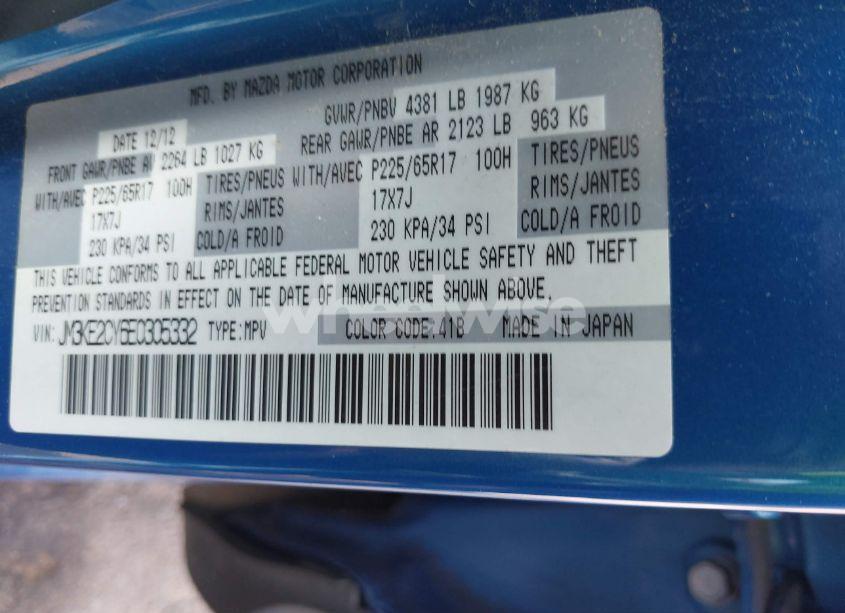 MFD. BY MAZDA MOTOR CORPORATION
DATE 12/12 GVWR/PNBV 4381 LB 1987 KG
FRONT GAWR/PNBE AV 2264 LB 1027 KG REAR GAWR/PNBE AR 2123 LB 963 KG
WITH/AVEC P225/65R17 100H TIRES/PNEUS WITH/AVEC P225/65R17 100H TIRES/PNEUS
17X7J RIMS/JANTES 17X7J RIMS/JANTES
230 KPA/34 PSI COLD/A FROID 230 KPA/34 PSI COLD/A FROID
THIS VEHICLE CONFORMS TO ALL APPLICABLE FEDERAL MOTOR VEHICLE SAFETY AND THEFT
PREVENTION STANDARDS IN EFFECT ON THE DATE OF MANUFACTURE SHOWN ABOVE.
VIN: JM3KE2CY6E0305332 TYPE:MPV COLOR CODE:41B MADE IN JAPAN
wheelwise